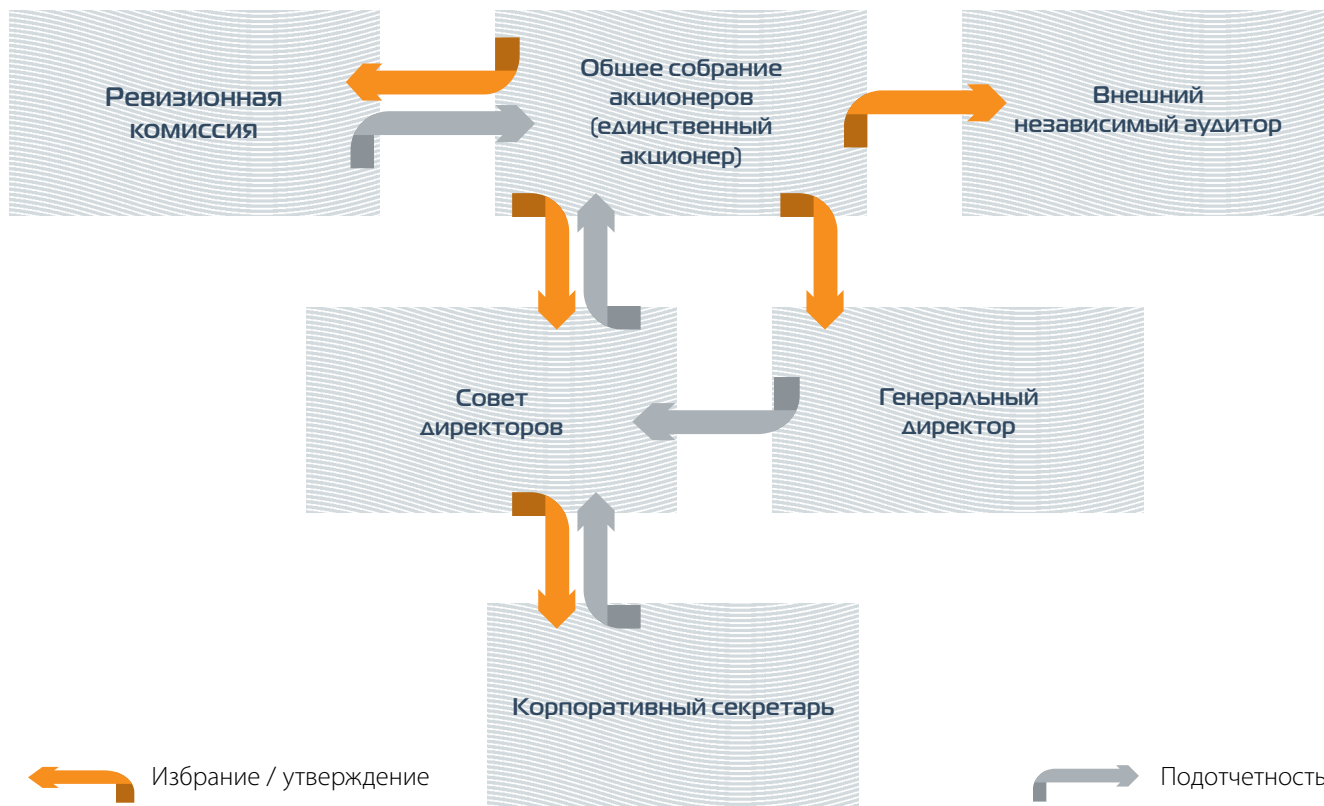 Ревизионная
комиссия
Общее собрание
акционеров
(единственный
акционер)
Внешний
независимый аудитор
Совет
директоров
Генеральный
директор
Корпоративный секретарь
Избрание / утверждение
Подотчетность